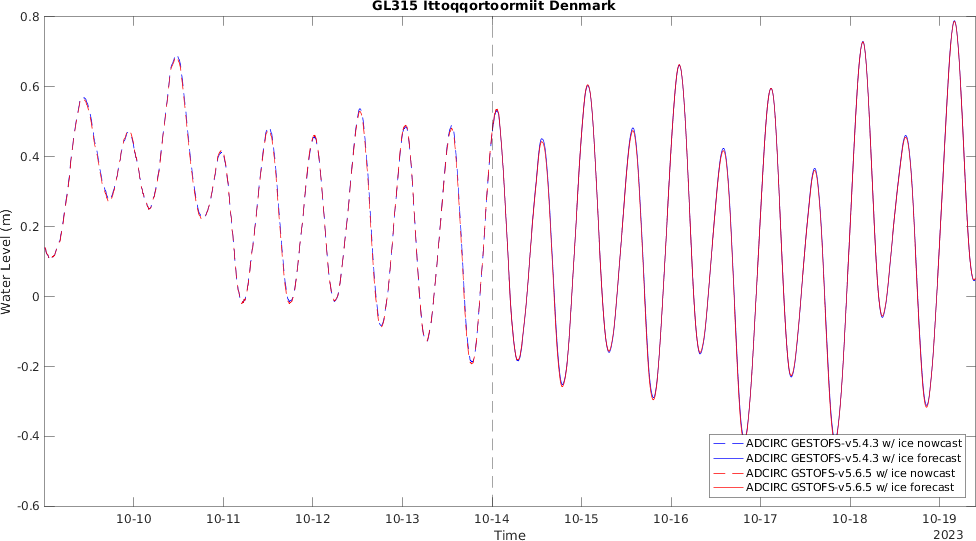 GL315 Ittoqqortoormiit Denmark
0.8
0.6
0.4
0.2
0
-0.2
-0.4
-0.6
Water Level (m)
ADCIRC GESTOFS-v5.4.3 w/ ice nowcast
ADCIRC GESTOFS-v5.4.3 w/ ice forecast
ADCIRC GSTOFS-v5.6.5 w/ ice nowcast
ADCIRC GSTOFS-v5.6.5 w/ ice forecast
10-10 10-11 10-12 10-13 10-14 10-15 10-16 10-17 10-18 10-19
Time
2023